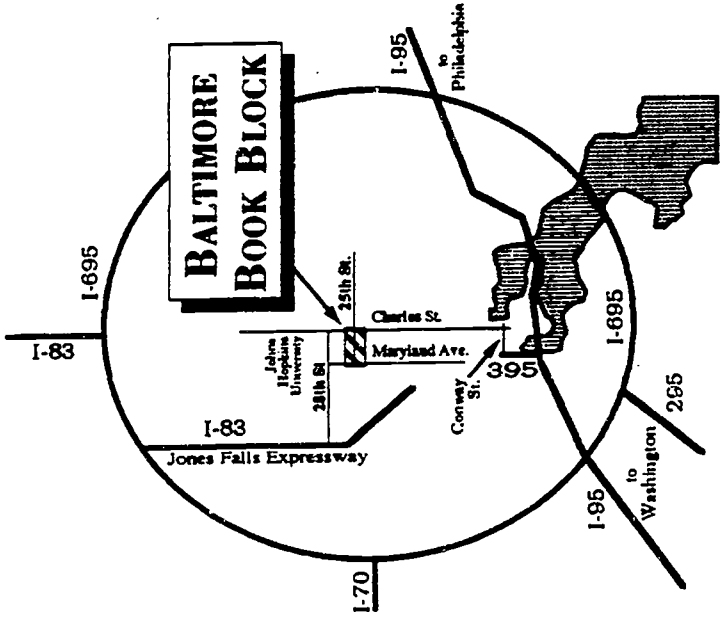 I-83
I-695
BALTIMORE
BOOK BLOCK
I-95
to
Philadelphia
25th St.
Johns
Hopkins
University
28th St
Charles St.
Maryland Ave.
I-83
Jones Falls Expressway
Conway
St.
395
I-70
I-695
295
I-95
to
Washington